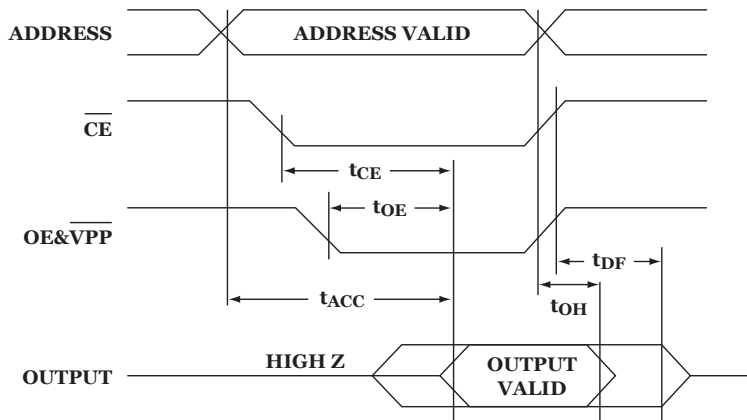 ADDRESS
ADDRESS VALID
CE
tCE
tOE
OE&VPP
tDF
tACC
tOH
HIGH Z
OUTPUT
OUTPUT
VALID